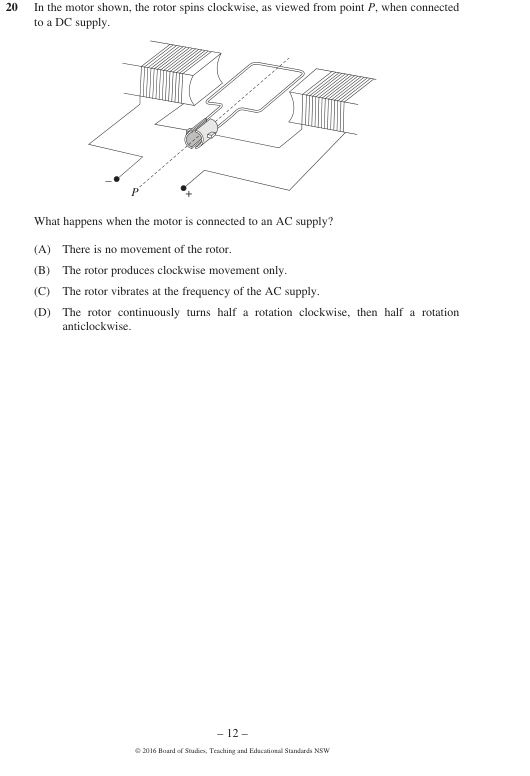 20 In the motor shown, the rotor spins clockwise, as viewed from point P, when connected
to a DC supply.
–
P
+
What happens when the motor is connected to an AC supply?
(A) There is no movement of the rotor.
(B) The rotor produces clockwise movement only.
(C) The rotor vibrates at the frequency of the AC supply.
(D) The rotor continuously turns half a rotation clockwise, then half a rotation
anticlockwise.
– 12 –
© 2016 Board of Studies, Teaching and Educational Standards NSW